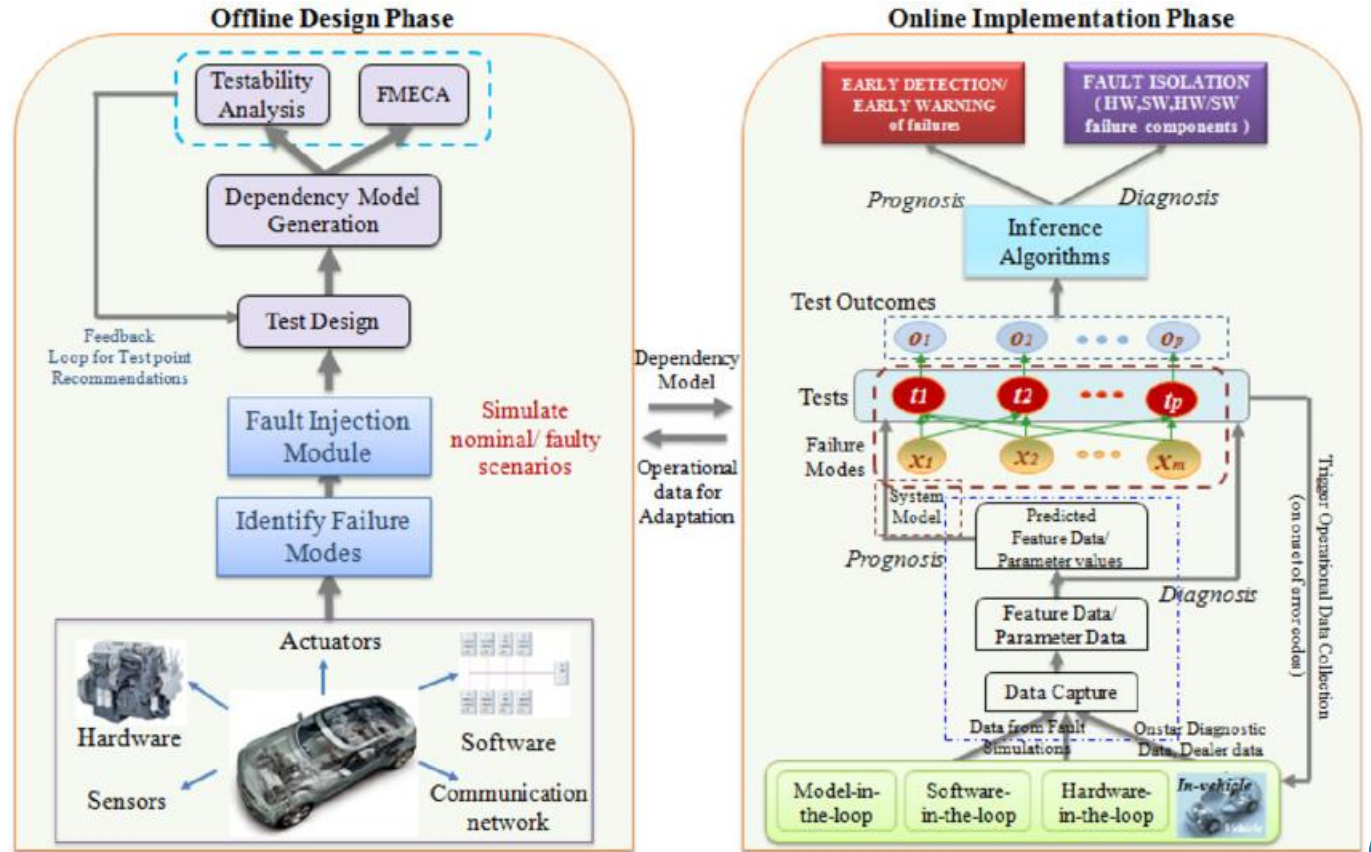 Offline Design Phase
Testability
Analysis
FMECA
Dependency Model
Generation
Test Design
Feedback
Loop for Test point
Recommendations
Fault Injection
Module
Simulate
nominal/ faulty
scenarios
Identify Failure
Modes
Actuators
Hardware
Software
Sensors
Communication
network
Dependency
Model
Operational
data for
Adaptation
Online Implementation Phase
EARLY DETECTION/
EARLY WARNING
of failures
FAULT ISOLATION
( HW,SW,HW/SW
failure components )
Prognosis
Diagnosis
Inference
Algorithms
Test Outcomes
o1
o2
op
Tests
t1
t2
tp
Failure
Modes
x1
x2
xm
System
Model
Predicted
Feature Data/
Parameter values
Prognosis
Diagnosis
Feature Data/
Parameter Data
Data Capture
Data from Fault
Simulations
Onstar Diagnostic
Data, Dealer data
Trigger Operational Data Collection
(on onset of error codes)
Model-in-
the-loop
Software-
in-the-loop
Hardware-
in-the-loop
In-vehicle
Vehicle